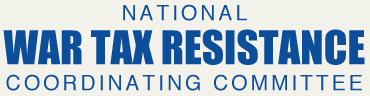 NATIONAL
WAR TAX RESISTANCE
COORDINATING COMMITTEE